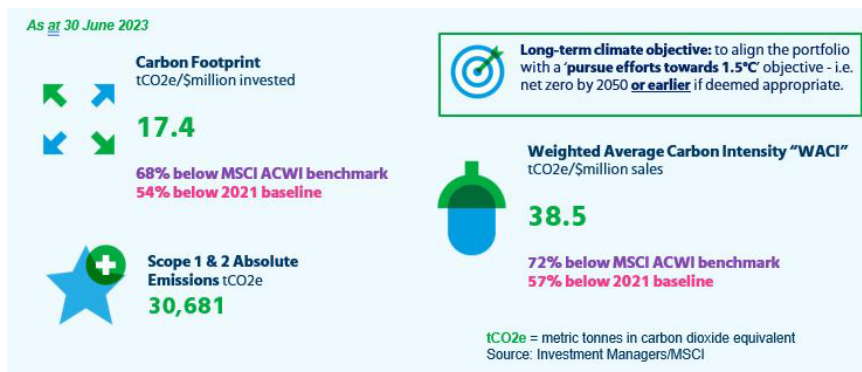 As at 30 June 2023
Carbon Footprint
tCO2e/$million invested
17.4
68% below MSCI ACWI benchmark
54% below 2021 baseline
Scope 1 & 2 Absolute
Emissions tCO2e
30,681
Long-term climate objective: to align the portfolio
with a ‘pursue efforts towards 1.5°C’ objective - i.e.
net zero by 2050 or earlier if deemed appropriate.
Weighted Average Carbon Intensity “WACI”
tCO2e/$million sales
38.5
72% below MSCI ACWI benchmark
57% below 2021 baseline
tCO2e = metric tonnes in carbon dioxide equivalent
Source: Investment Managers/MSCI